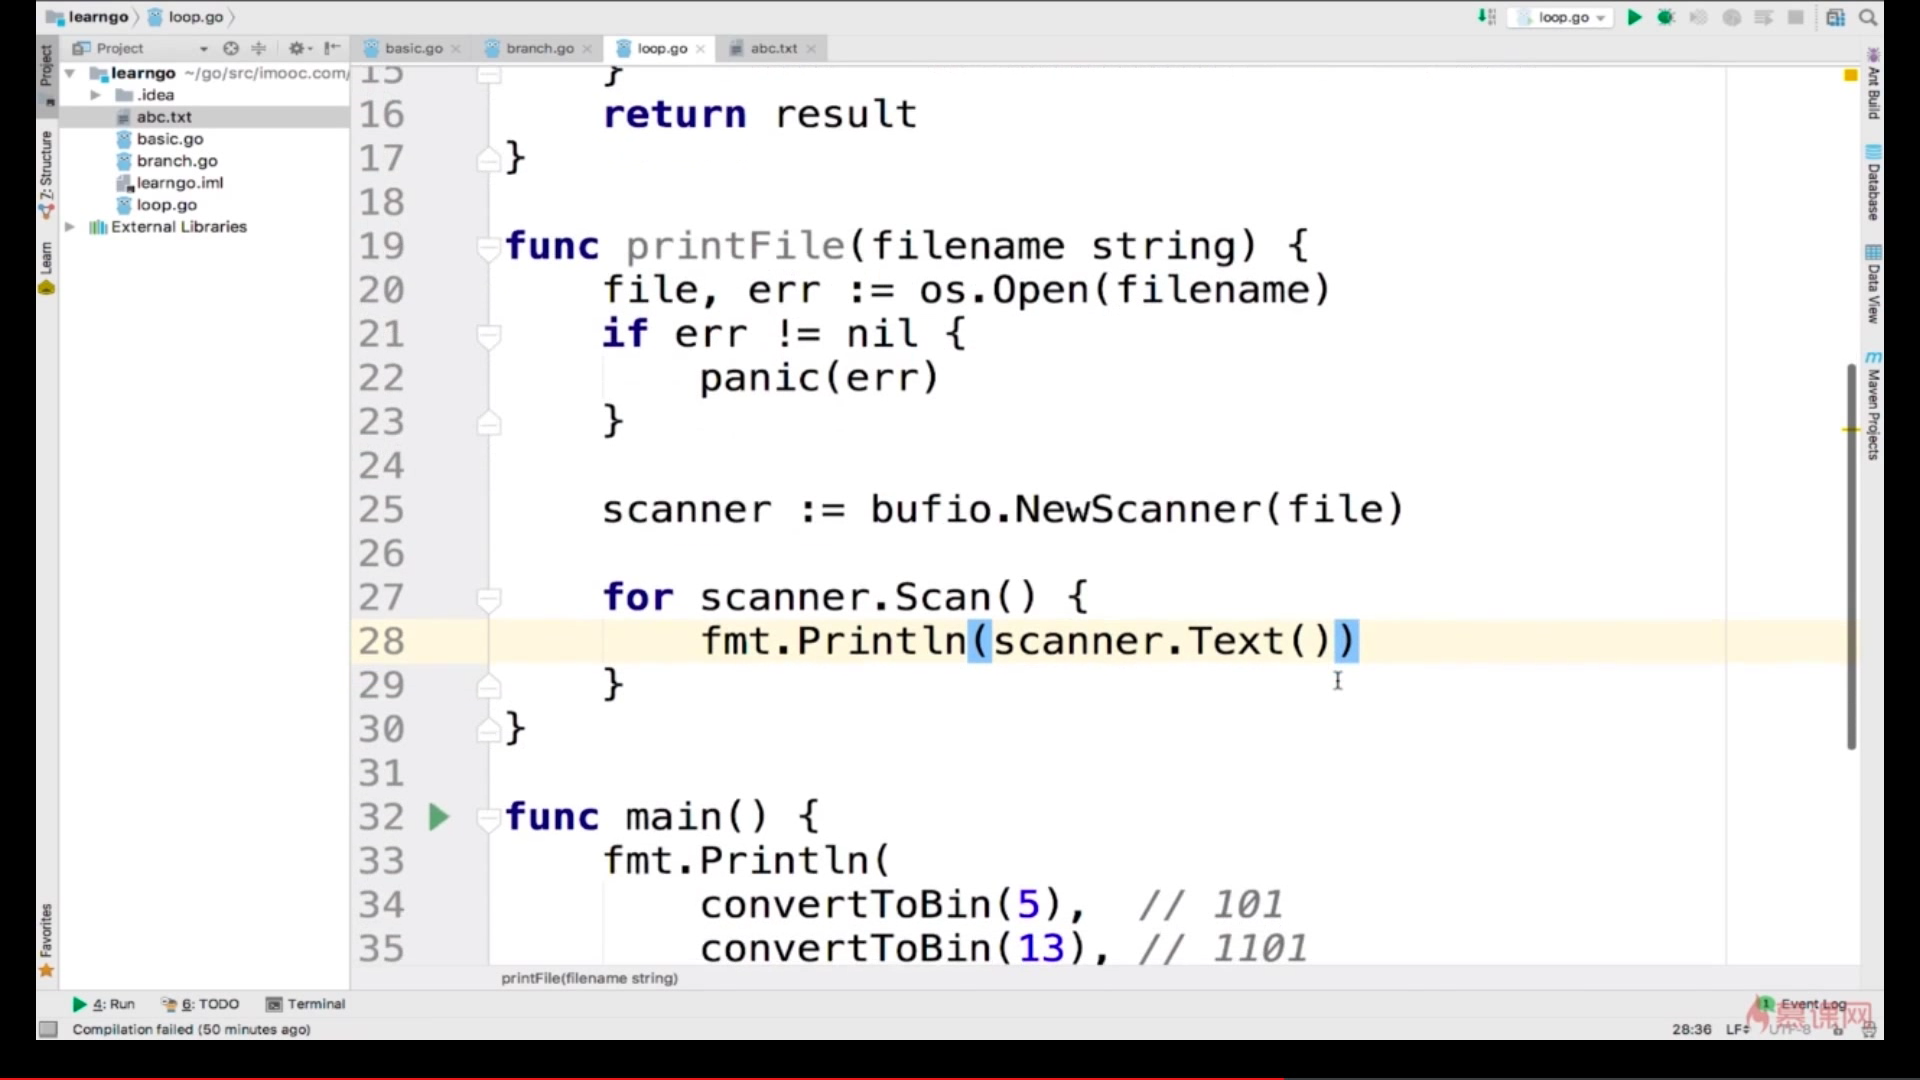 learngo
loop.go
loop.go
Project
basic.go
branch.go
loop.go
abc.txt
learngo ~/go/src/imooc.com/
.idea
abc.txt
basic.go
branch.go
learngo.iml
loop.go
External Libraries
Project
7: Structure
Learn
Favorites
15 }
16 return result
17 }
18
19 func printFile(filename string) {
20 file, err := os.Open(filename)
21 if err != nil {
22 panic(err)
23 }
24
25 scanner := bufio.NewScanner(file)
26
27 for scanner.Scan() {
28 fmt.Println(scanner.Text())
29 }
30 }
31
32 func main() {
33 fmt.Println(
34 convertToBin(5), // 101
35 convertToBin(13), // 1101
printFile(filename string)
Ant Build
Database
Data View
Maven Projects
4: Run
6: TODO
Terminal
1 Event Log
Compilation failed (50 minutes ago)
28:36
LF
UTF-8
慕课网